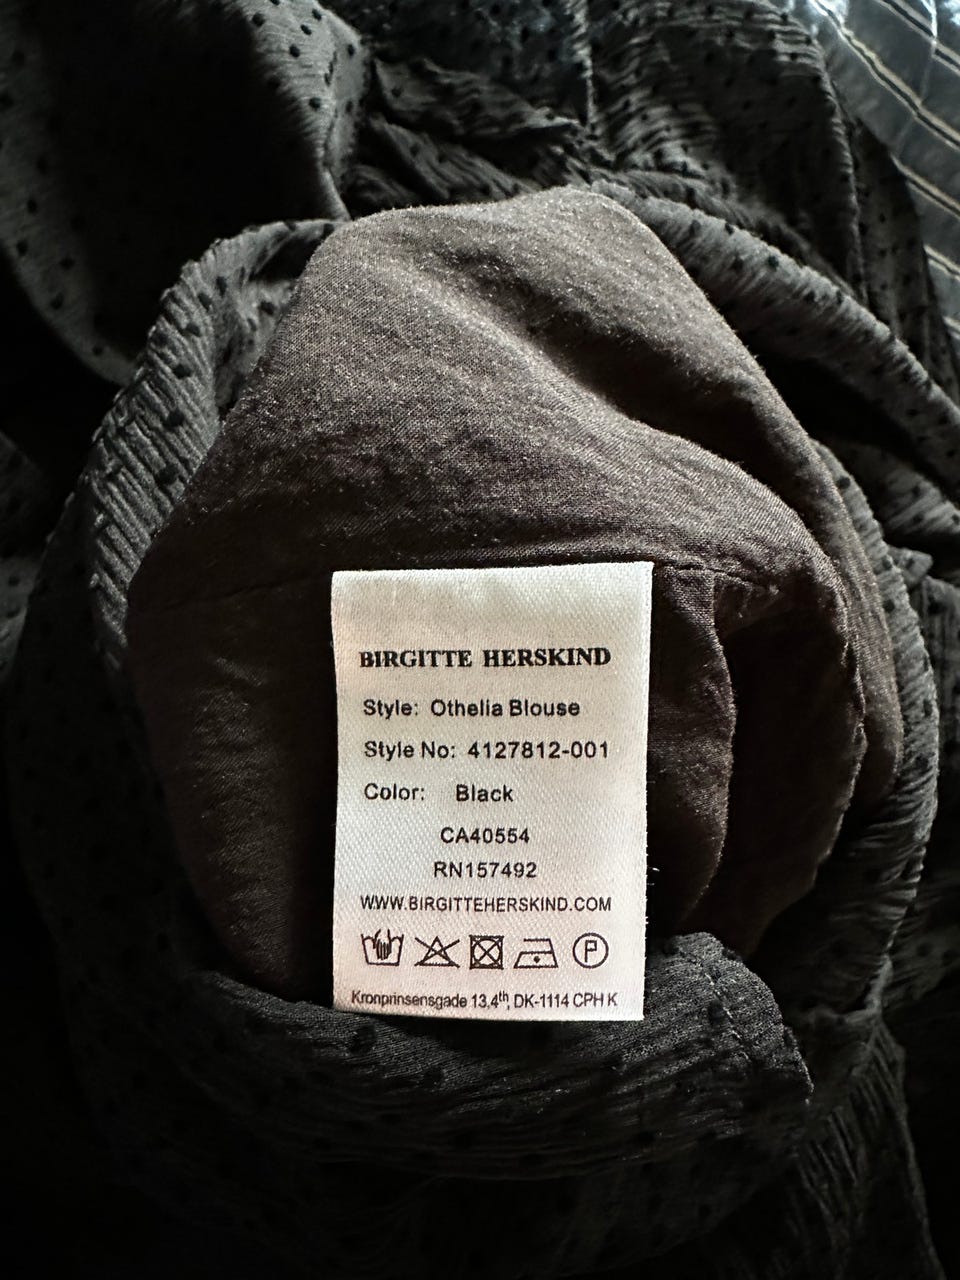 BIRGITTE HERSKIND
Style: Othelia Blouse
Style No: 4127812-001
Color: Black
CA40554
RN157492
WWW.BIRGITTEHERSKIND.COM
P
Kronprinsensgade 13,4th, DK-1114 CPH K